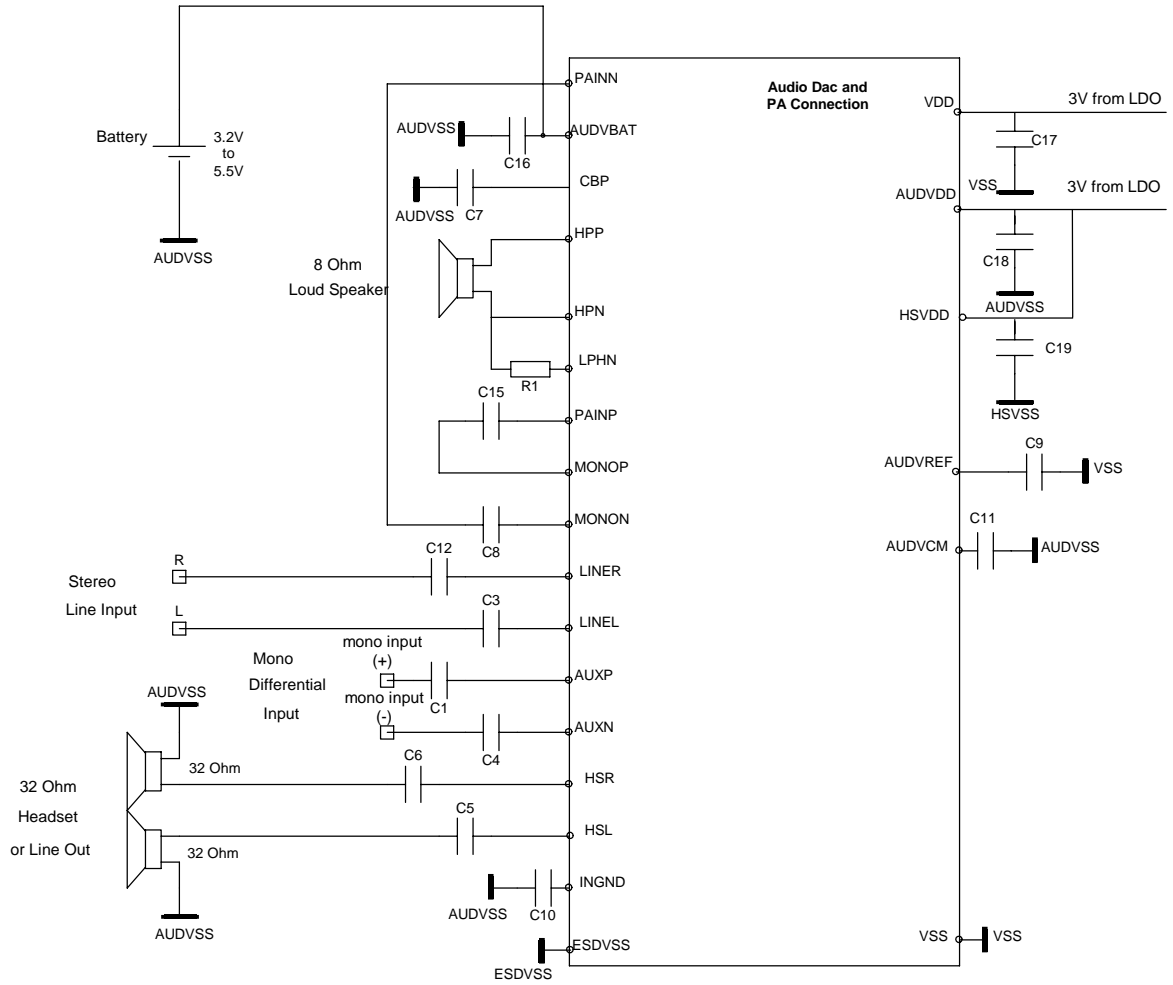 Audio Dac and
PA Connection
PAINN
AUDVBAT
CBP
HPP
HPN
LPHN
PAINP
MONOP
MONON
LINER
LINEL
AUXP
AUXN
HSR
HSL
INGND
ESDVSS
VDD
AUDVDD
HSVDD
AUDVREF
AUDVCM
VSS
Battery
3.2V
to
5.5V
AUDVSS
AUDVSS
C16
AUDVSS
C7
8 Ohm
Loud Speaker
R1
C15
C8
C12
R
Stereo
Line Input
L
C3
Mono
Differential
Input
mono input
(+)
C1
mono input
(-)
C4
AUDVSS
32 Ohm
C6
32 Ohm
Headset
or Line Out
C5
32 Ohm
AUDVSS
AUDVSS
C10
ESDVSS
3V from LDO
C17
VSS
3V from LDO
C18
AUDVSS
C19
HSVSS
C9
VSS
C11
AUDVSS
VSS